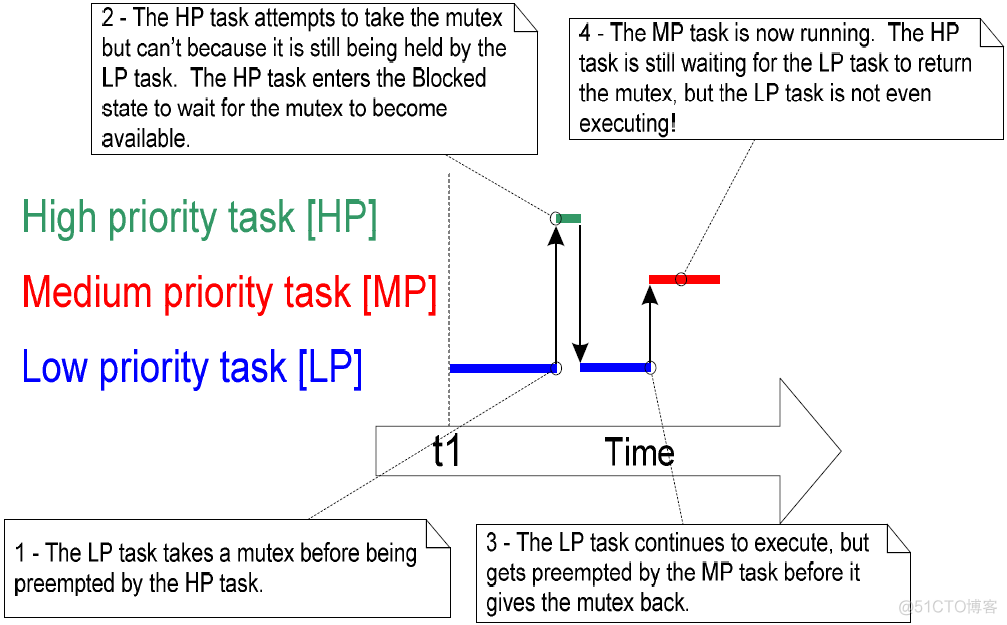 2 - The HP task attempts to take the mutex
but can't because it is still being held by the
LP task.  The HP task enters the Blocked
state to wait for the mutex to become
available.
4 - The MP task is now running.  The HP
task is still waiting for the LP task to return
the mutex, but the LP task is not even
executing!
High priority task [HP]
Medium priority task [MP]
Low priority task [LP]
t1
Time
1 - The LP task takes a mutex before being
preempted by the HP task.
3 - The LP task continues to execute, but
gets preempted by the MP task before it
gives the mutex back.
@51CTO博客